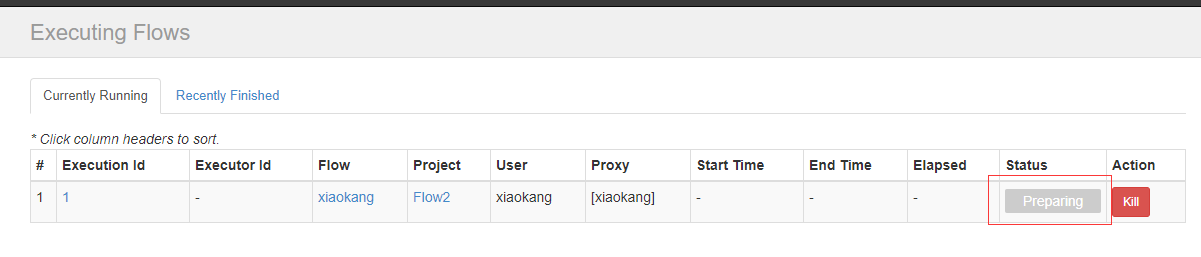 Executing Flows
Currently Running Recently Finished
* Click column headers to sort.
# Execution Id Executor Id Flow Project User Proxy Start Time End Time Elapsed Status Action
1 1 - xiaokang Flow2 xiaokang [xiaokang] - - - Preparing Kill